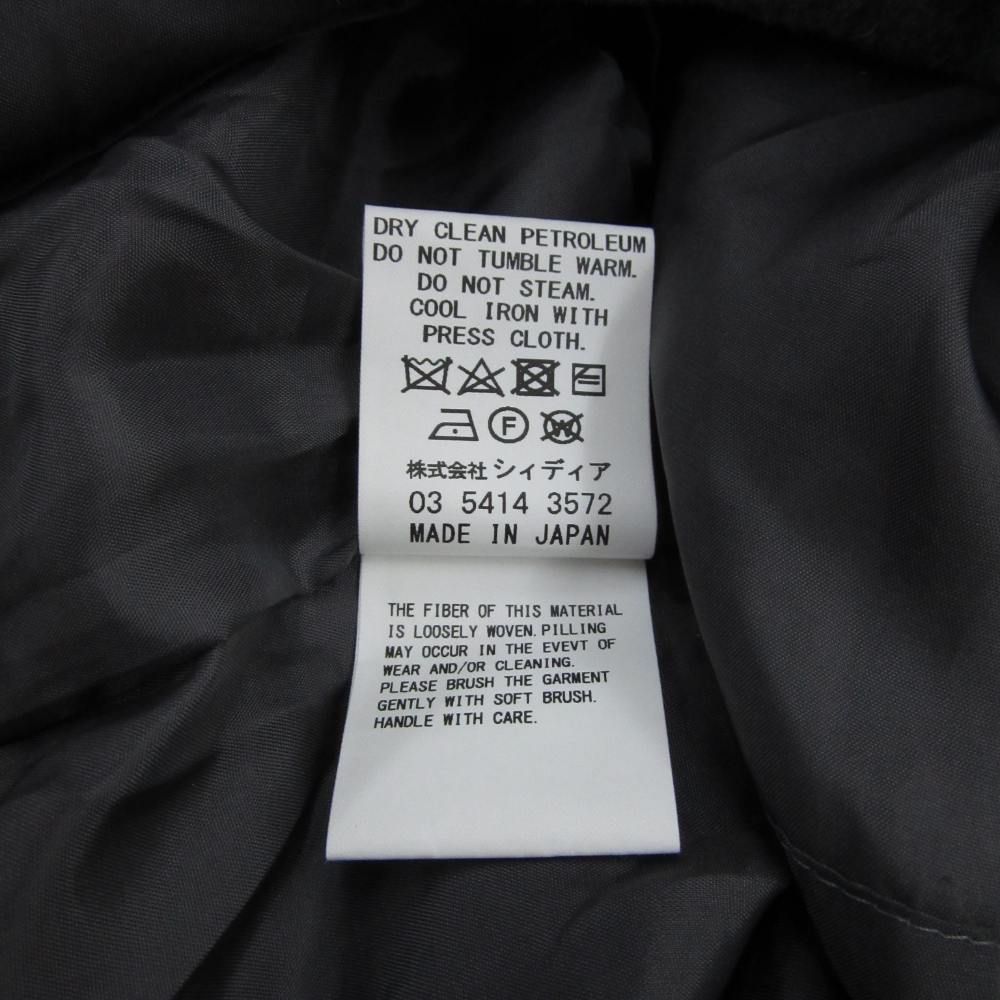 DRY CLEAN PETROLEUM
DO NOT TUMBLE WARM.
DO NOT STEAM.
COOL IRON WITH
PRESS CLOTH.
F W
株式会社 シィディア
03 5414 3572
MADE IN JAPAN
THE FIBER OF THIS MATERIAL
IS LOOSELY WOVEN. PILLING
MAY OCCUR IN THE EVEVT OF
WEAR AND/OR CLEANING.
PLEASE BRUSH THE GARMENT
GENTLY WITH SOFT BRUSH.
HANDLE WITH CARE.